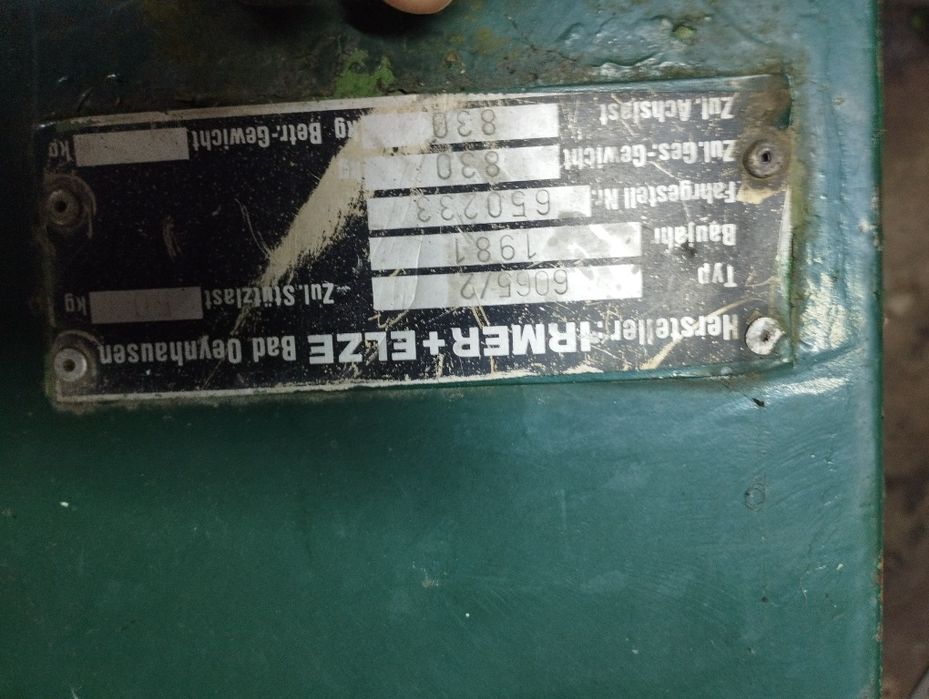 Hersteller: IRMER+ELZE Bad Oeynhausen
Typ 6065/2 Zul. Stützlast kg
Baujahr 1981
Fahrgestell Nr. 650233
Zul. Ges.-Gewicht 830
Zul. Achslast 830 kg Betr.-Gewicht kg